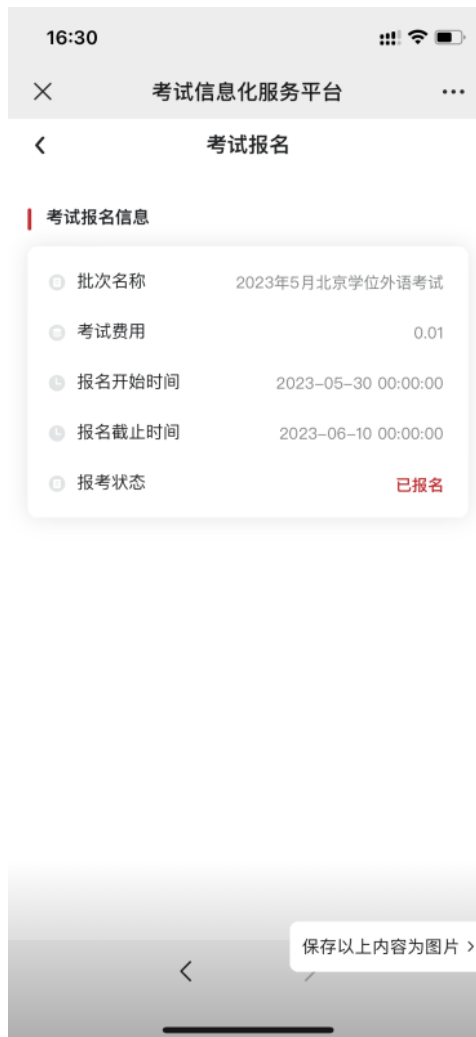 16:30
考试信息化服务平台
考试报名
考试报名信息
批次名称 2023年5月北京学位外语考试
考试费用 0.01
报名开始时间 2023-05-30 00:00:00
报名截止时间 2023-06-10 00:00:00
报考状态 已报名
保存以上内容为图片